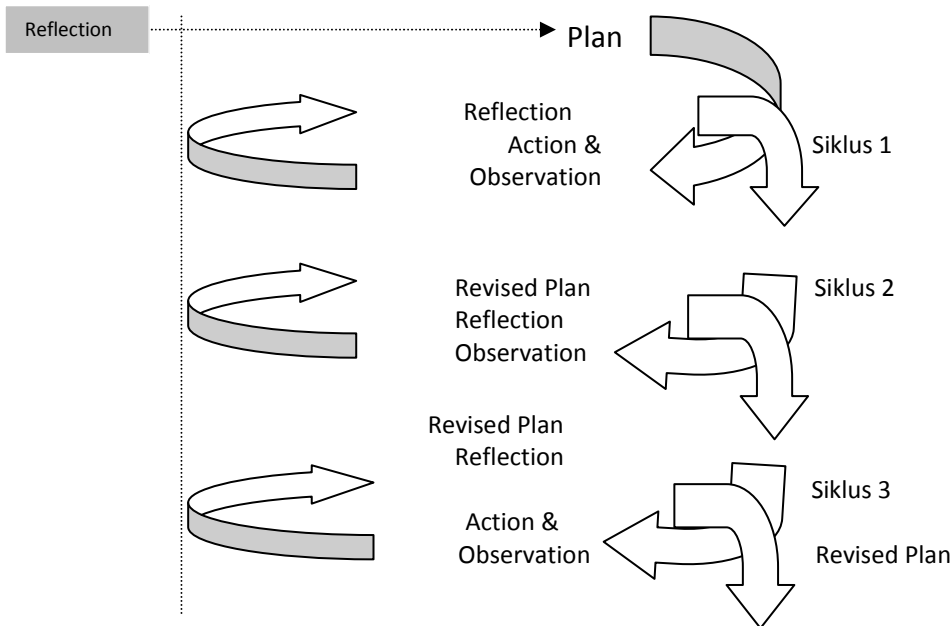 Reflection
Plan
Reflection
Action &
Observation
Siklus 1
Revised Plan
Reflection
Observation
Siklus 2
Revised Plan
Reflection
Action &
Observation
Siklus 3
Revised Plan